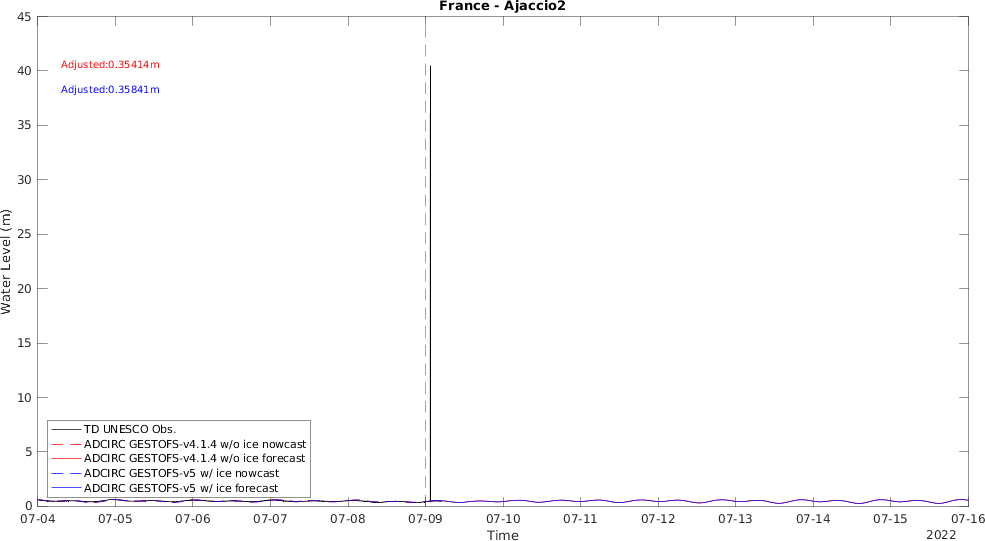 France - Ajaccio2
45
40
35
30
25
20
15
10
5
0
Water Level (m)
Adjusted:0.35414m
Adjusted:0.35841m
TD UNESCO Obs.
ADCIRC GESTOFS-v4.1.4 w/o ice nowcast
ADCIRC GESTOFS-v4.1.4 w/o ice forecast
ADCIRC GESTOFS-v5 w/ ice nowcast
ADCIRC GESTOFS-v5 w/ ice forecast
07-04 07-05 07-06 07-07 07-08 07-09 07-10 07-11 07-12 07-13 07-14 07-15 07-16
Time
2022